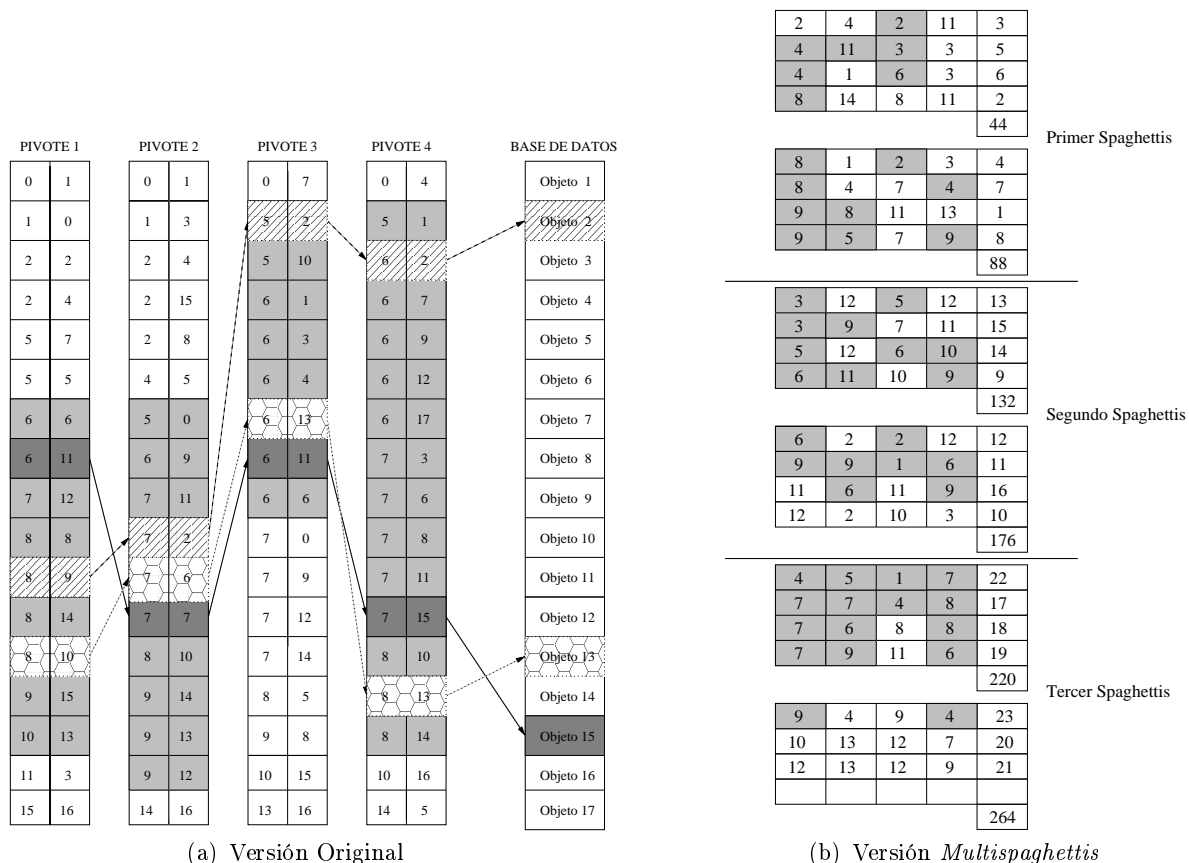 PIVOTE 1 PIVOTE 2 PIVOTE 3 PIVOTE 4 BASE DE DATOS
0 1 0 1 0 7 0 4 Objeto 1
1 0 1 3 5 2 5 1 Objeto 2
2 2 2 4 5 10 6 2 Objeto 3
2 4 2 15 6 1 6 7 Objeto 4
5 7 2 8 6 3 6 9 Objeto 5
5 5 4 5 6 4 6 12 Objeto 6
6 6 5 0 6 13 6 17 Objeto 7
6 11 6 9 6 11 7 3 Objeto 8
7 12 7 11 6 6 7 6 Objeto 9
8 8 7 2 7 0 7 8 Objeto 10
8 9 7 6 7 9 7 11 Objeto 11
8 14 7 7 7 12 7 15 Objeto 12
8 10 8 10 7 14 8 10 Objeto 13
9 15 9 14 8 5 8 13 Objeto 14
10 13 9 13 9 8 8 14 Objeto 15
11 3 9 12 10 15 10 16 Objeto 16
15 16 14 16 13 16 14 5 Objeto 17
(a) Versión Original
2 4 2 11 3
4 11 3 3 5
4 1 6 3 6
8 14 8 11 2
44
Primer Spaghettis
8 1 2 3 4
8 4 7 4 7
9 8 11 13 1
9 5 7 9 8
88
3 12 5 12 13
3 9 7 11 15
5 12 6 10 14
6 11 10 9 9
132
Segundo Spaghettis
6 2 2 12 12
9 9 1 6 11
11 6 11 9 16
12 2 10 3 10
176
4 5 1 7 22
7 7 4 8 17
7 6 8 8 18
7 9 11 6 19
220
Tercer Spaghettis
9 4 9 4 23
10 13 12 7 20
12 13 12 9 21
264
(b) Versión Multispaghettis